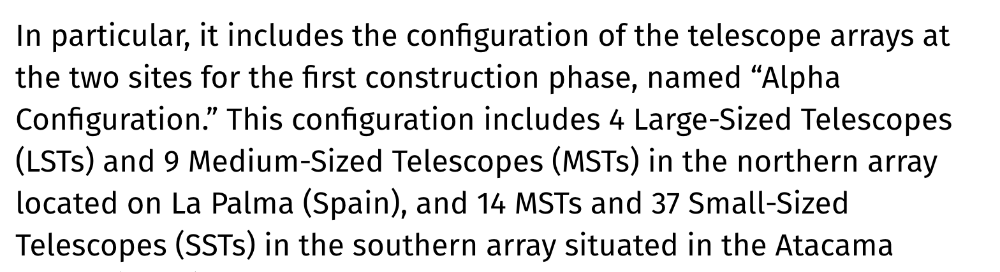 In particular, it includes the configuration of the telescope arrays at
the two sites for the first construction phase, named “Alpha
Configuration.” This configuration includes 4 Large-Sized Telescopes
(LSTs) and 9 Medium-Sized Telescopes (MSTs) in the northern array
located on La Palma (Spain), and 14 MSTs and 37 Small-Sized
Telescopes (SSTs) in the southern array situated in the Atacama